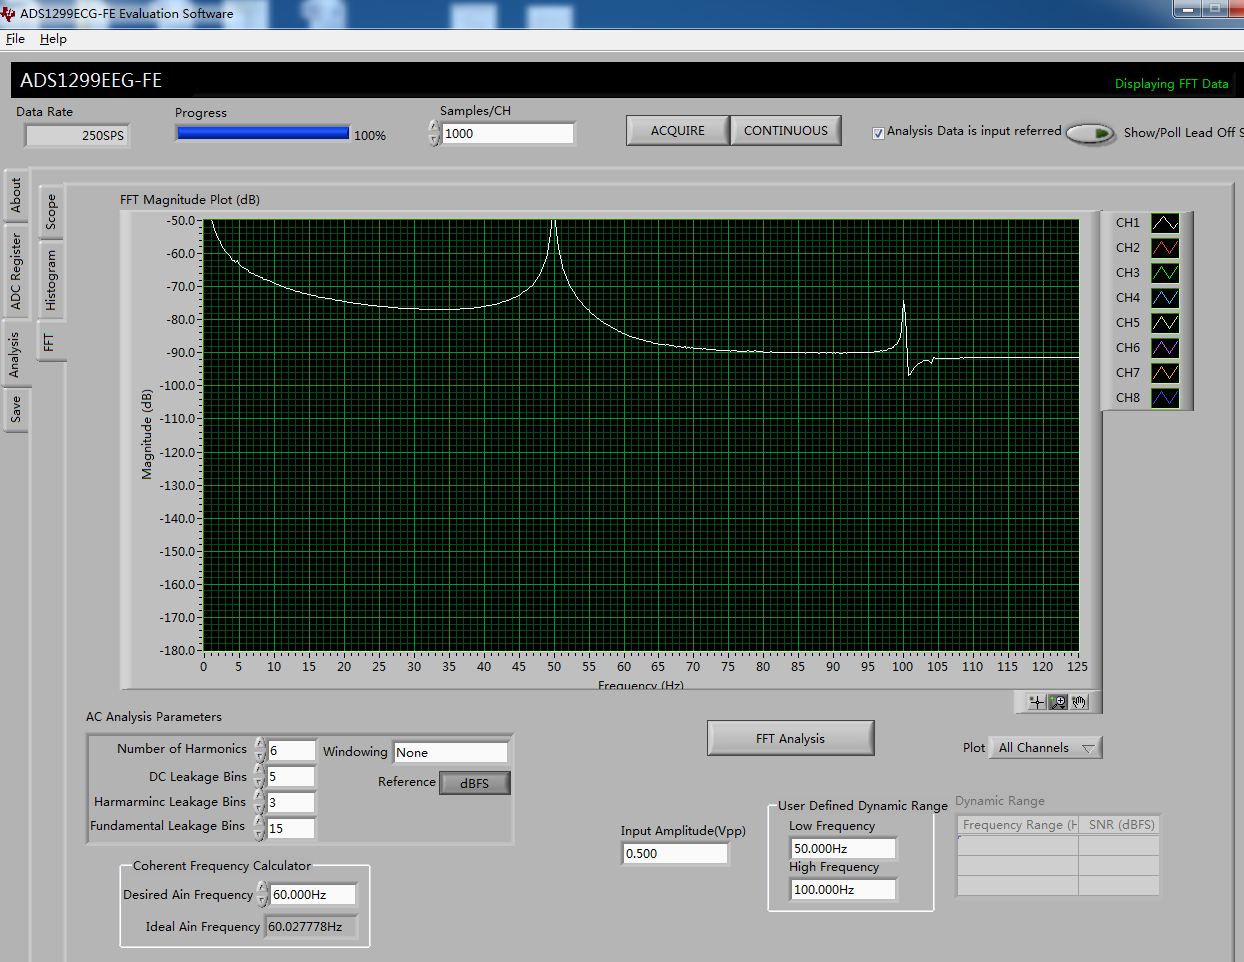 ADS1299ECG-FE Evaluation Software
File Help
ADS1299EEG-FE
Displaying FFT Data
Data Rate
250SPS
Progress
100%
Samples/CH
1000
ACQUIRE
CONTINUOUS
Analysis Data is input referred
Show/Poll Lead Off S
About
ADC Register
Analysis
Save
Scope
Histogram
FFT
FFT Magnitude Plot (dB)
Magnitude (dB)
-50.0
-60.0
-70.0
-80.0
-90.0
-100.0
-110.0
-120.0
-130.0
-140.0
-150.0
-160.0
-170.0
-180.0
0 5 10 15 20 25 30 35 40 45 50 55 60 65 70 75 80 85 90 95 100 105 110 115 120 125
Frequency (Hz)
CH1
CH2
CH3
CH4
CH5
CH6
CH7
CH8
AC Analysis Parameters
Number of Harmonics 6
Windowing None
DC Leakage Bins 5
Reference dBFS
Harmarminc Leakage Bins 3
Fundamental Leakage Bins 15
Coherent Frequency Calculator
Desired Ain Frequency 60.000Hz
Ideal Ain Frequency 60.027778Hz
FFT Analysis
Plot All Channels
Input Amplitude(Vpp)
0.500
User Defined Dynamic Range
Low Frequency
50.000Hz
High Frequency
100.000Hz
Dynamic Range
Frequency Range (H SNR (dBFS)